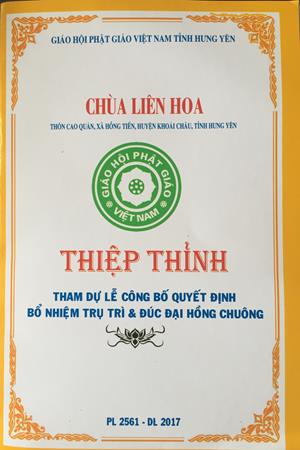 GIÁO HỘI PHẬT GIÁO VIỆT NAM TỈNH HƯNG YÊN
CHÙA LIÊN HOA
THÔN CAO QUÁN, XÃ HỒNG TIẾN, HUYỆN KHOÁI CHÂU, TỈNH HƯNG YÊN
GIÁO HỘI PHẬT GIÁO
VIỆT NAM
THIỆP THỈNH
THAM DỰ LỄ CÔNG BỐ QUYẾT ĐỊNH
BỔ NHIỆM TRỤ TRÌ & ĐÚC ĐẠI HỒNG CHUÔNG
PL 2561 - DL 2017